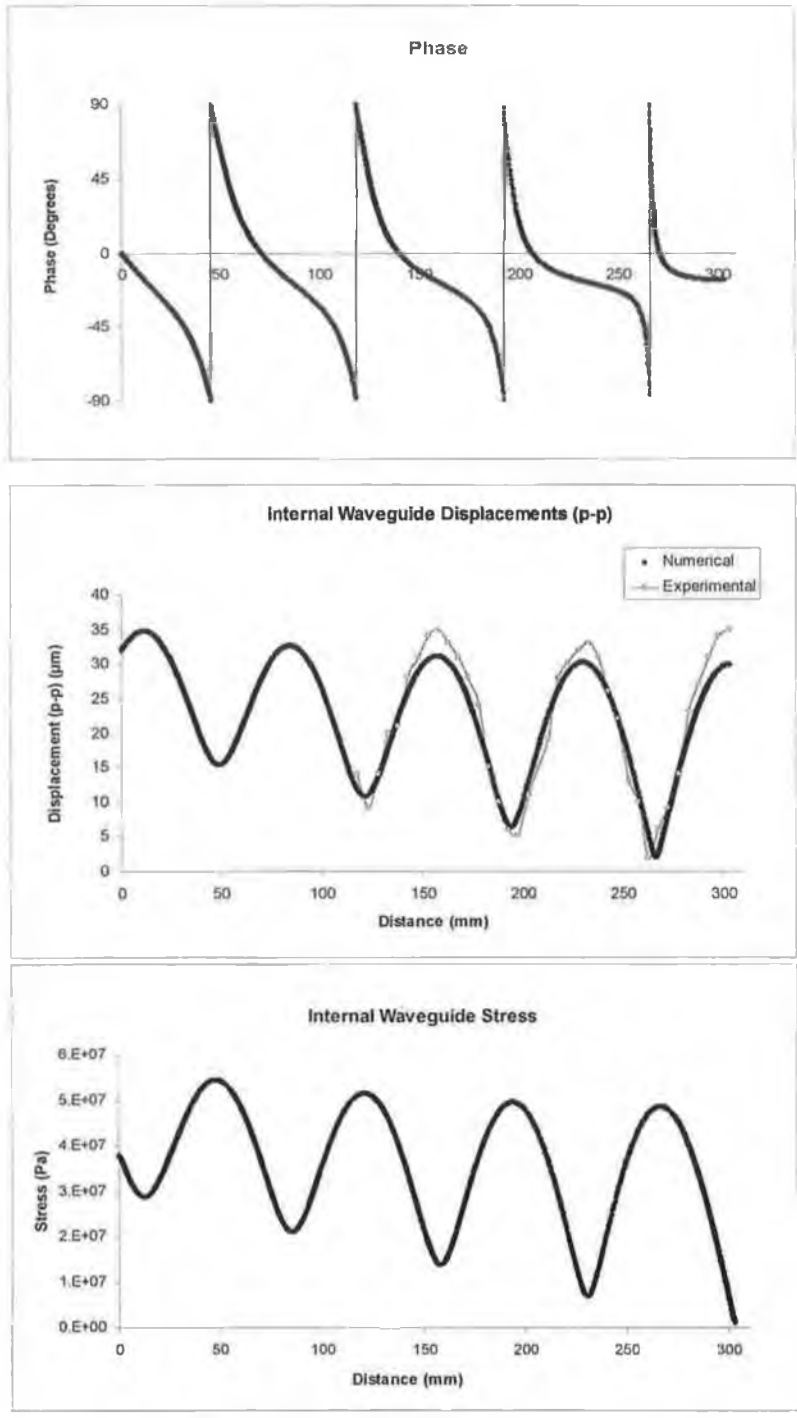 Phase
90
45
0
-45
-90
0 50 100 150 200 250 300
Phase (Degrees)
Internal Waveguide Displacements (p-p)
Numerical
Experimental
40
35
30
25
20
15
10
5
0
0 50 100 150 200 250 300
Displacement (p-p) (µm)
Distance (mm)
Internal Waveguide Stress
6.E+07
5.E+07
4.E+07
3.E+07
2.E+07
1.E+07
0.E+00
0 50 100 150 200 250 300
Stress (Pa)
Distance (mm)